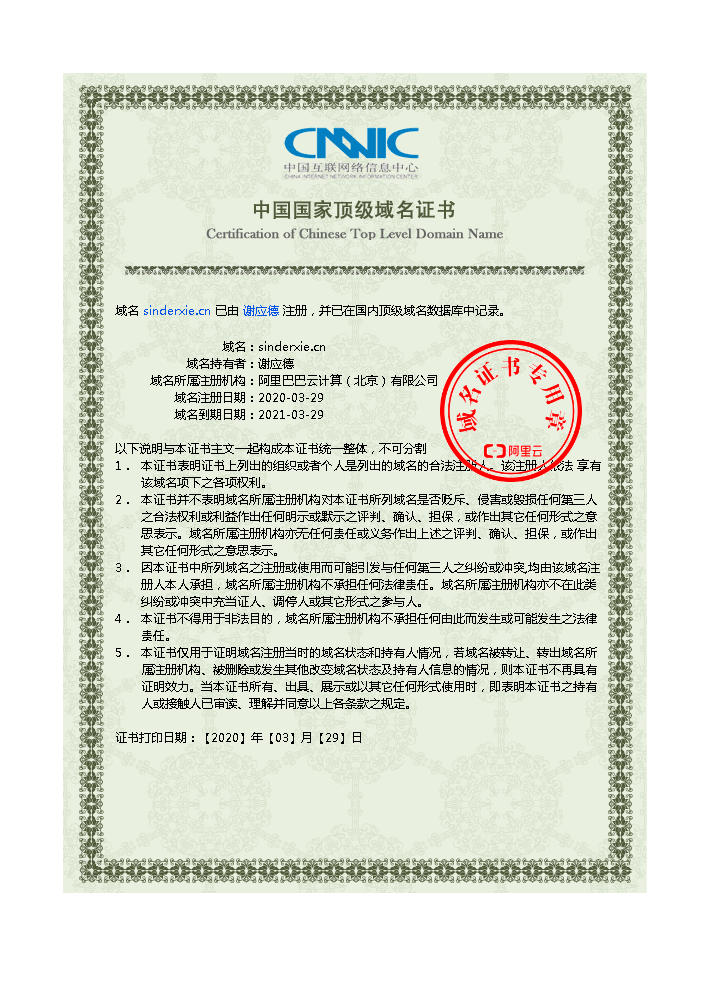 CNNIC
中国互联网络信息中心
CHINA INTERNET NETWORK INFORMATION CENTER
中国国家顶级域名证书
Certification of Chinese Top Level Domain Name
域名 sinderxie.cn 已由 谢应德 注册，并已在国内顶级域名数据库中记录。
域名：sinderxie.cn
域名持有者：谢应德
域名所属注册机构：阿里巴巴云计算（北京）有限公司
域名注册日期：2020-03-29
域名到期日期：2021-03-29
域名证书专用章
阿里云
以下说明与本证书主文一起构成本证书统一整体，不可分割
1． 本证书表明证书上列出的组织或者个人是列出的域名的合法注册人。该注册人依法 享有
该域名项下之各项权利。
2． 本证书并不表明域名所属注册机构对本证书所列域名是否贬斥、侵害或毁损任何第三人
之合法权利或利益作出任何明示或默示之评判、确认、担保，或作出其它任何形式之意
思表示。域名所属注册机构亦无任何责任或义务作出上述之评判、确认、担保，或作出
其它任何形式之意思表示。
3． 因本证书中所列域名之注册或使用而可能引发与任何第三人之纠纷或冲突,均由该域名注
册人本人承担，域名所属注册机构不承担任何法律责任。域名所属注册机构亦不在此类
纠纷或冲突中充当证人、调停人或其它形式之参与人。
4． 本证书不得用于非法目的，域名所属注册机构不承担任何由此而发生或可能发生之法律
责任。
5． 本证书仅用于证明域名注册当时的域名状态和持有人情况，若域名被转让、转出域名所
属注册机构、被删除或发生其他改变域名状态及持有人信息的情况，则本证书不再具有
证明效力。当本证书所有、出具、展示或以其它任何形式使用时，即表明本证书之持有
人或接触人已审读、理解并同意以上各条款之规定。
证书打印日期：【2020】年【03】月【29】日